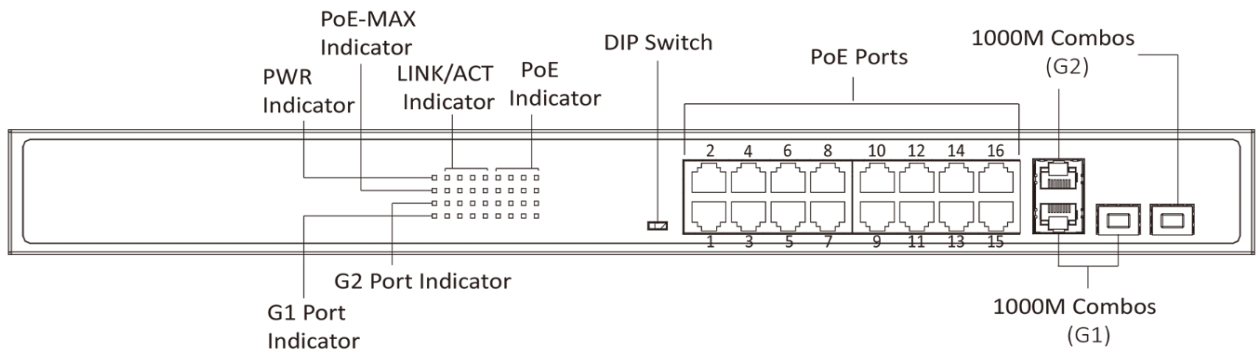 PoE-MAX
Indicator
PWR
Indicator
LINK/ACT
Indicator
PoE
Indicator
DIP Switch
PoE Ports
1000M Combos
(G2)
2 4 6 8 10 12 14 16
1 3 5 7 9 11 13 15
G2 Port Indicator
G1 Port
Indicator
1000M Combos
(G1)